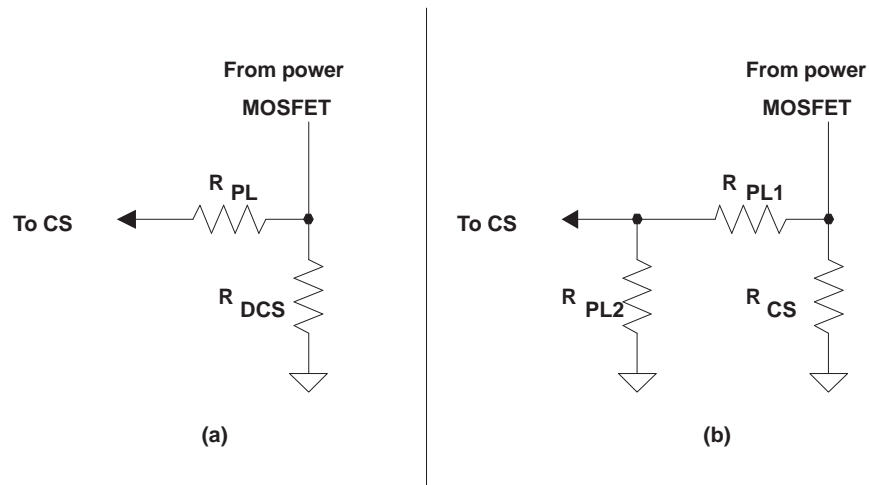 From power
MOSFET
R PL
To CS
R DCS
(a)
From power
MOSFET
R PL1
To CS
R PL2
R CS
(b)